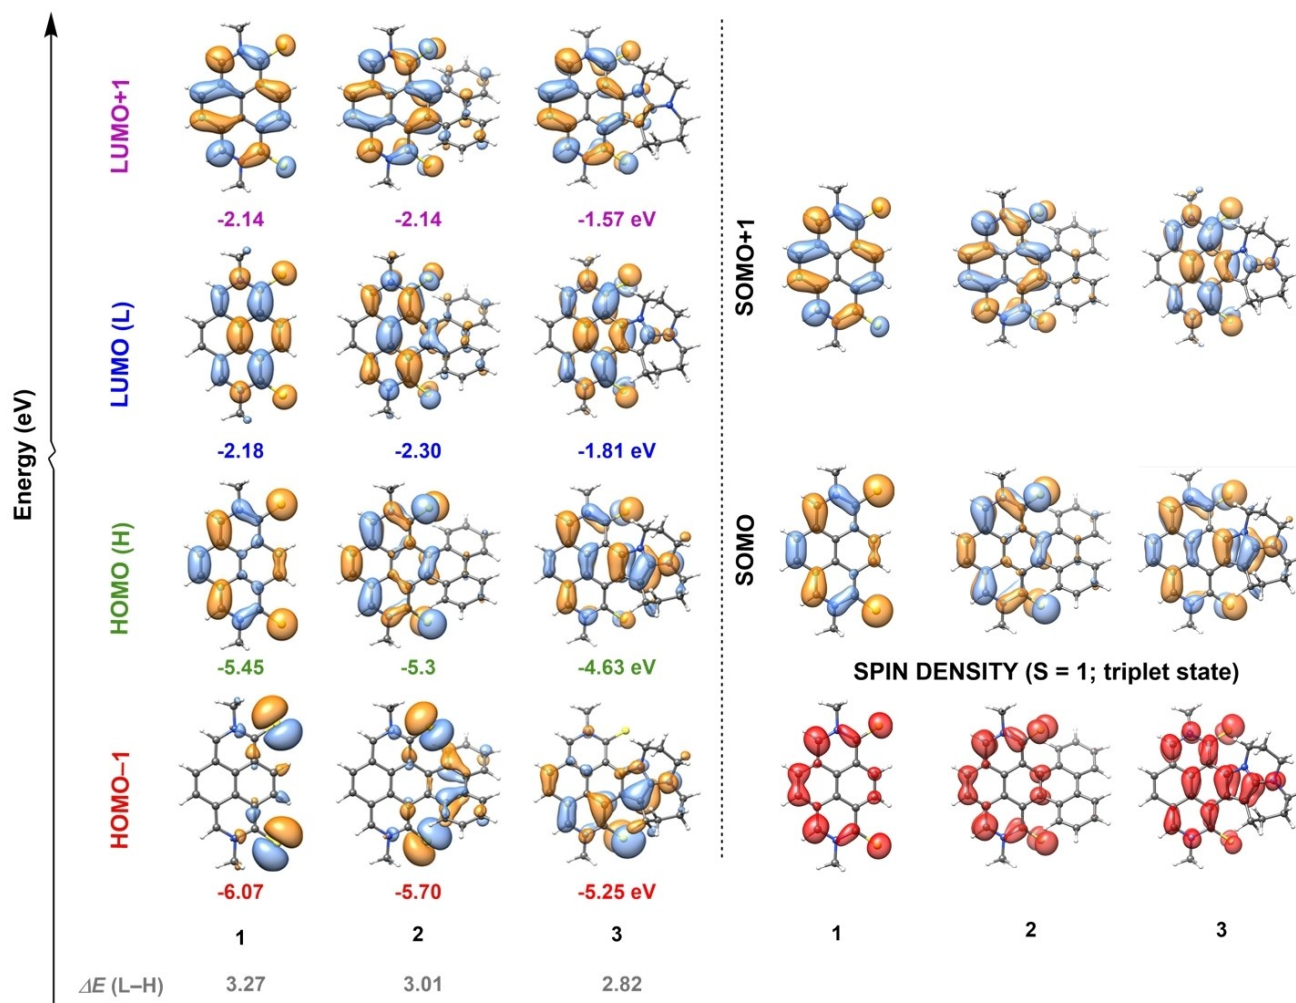 Energy (eV)
LUMO+1
-2.14 -2.14 -1.57 eV
LUMO (L)
-2.18 -2.30 -1.81 eV
HOMO (H)
-5.45 -5.3 -4.63 eV
HOMO–1
-6.07 -5.70 -5.25 eV
1 2 3
ΔE (L–H) 3.27 3.01 2.82
SOMO+1
SOMO
SPIN DENSITY (S = 1; triplet state)
1 2 3